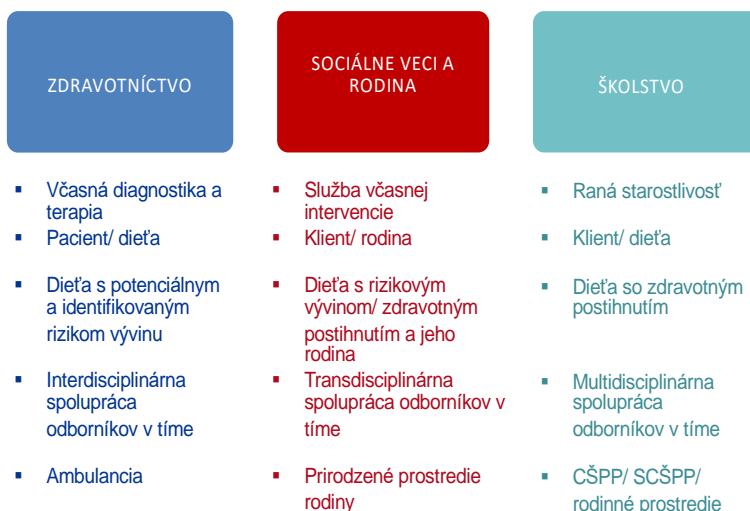 ZDRAVOTNÍCTVO
▪ Včasná diagnostika a
terapia
▪ Pacient/ dieťa
▪ Dieťa s potenciálnym
a identifikovaným
rizikom vývinu
▪ Interdisciplinárna
spolupráca
odborníkov v tíme
▪ Ambulancia
SOCIÁLNE VECI A
RODINA
▪ Služba včasnej
intervencie
▪ Klient/ rodina
▪ Dieťa s rizikovým
vývinom/ zdravotným
postihnutím a jeho
rodina
▪ Transdisciplinárna
spolupráca odborníkov v
tíme
▪ Prirodzené prostredie
rodiny
ŠKOLSTVO
▪ Raná starostlivosť
▪ Klient/ dieťa
▪ Dieťa so zdravotným
postihnutím
▪ Multidisciplinárna
spolupráca
odborníkov v tíme
▪ CŠPP/ SCŠPP/
rodinné prostredie